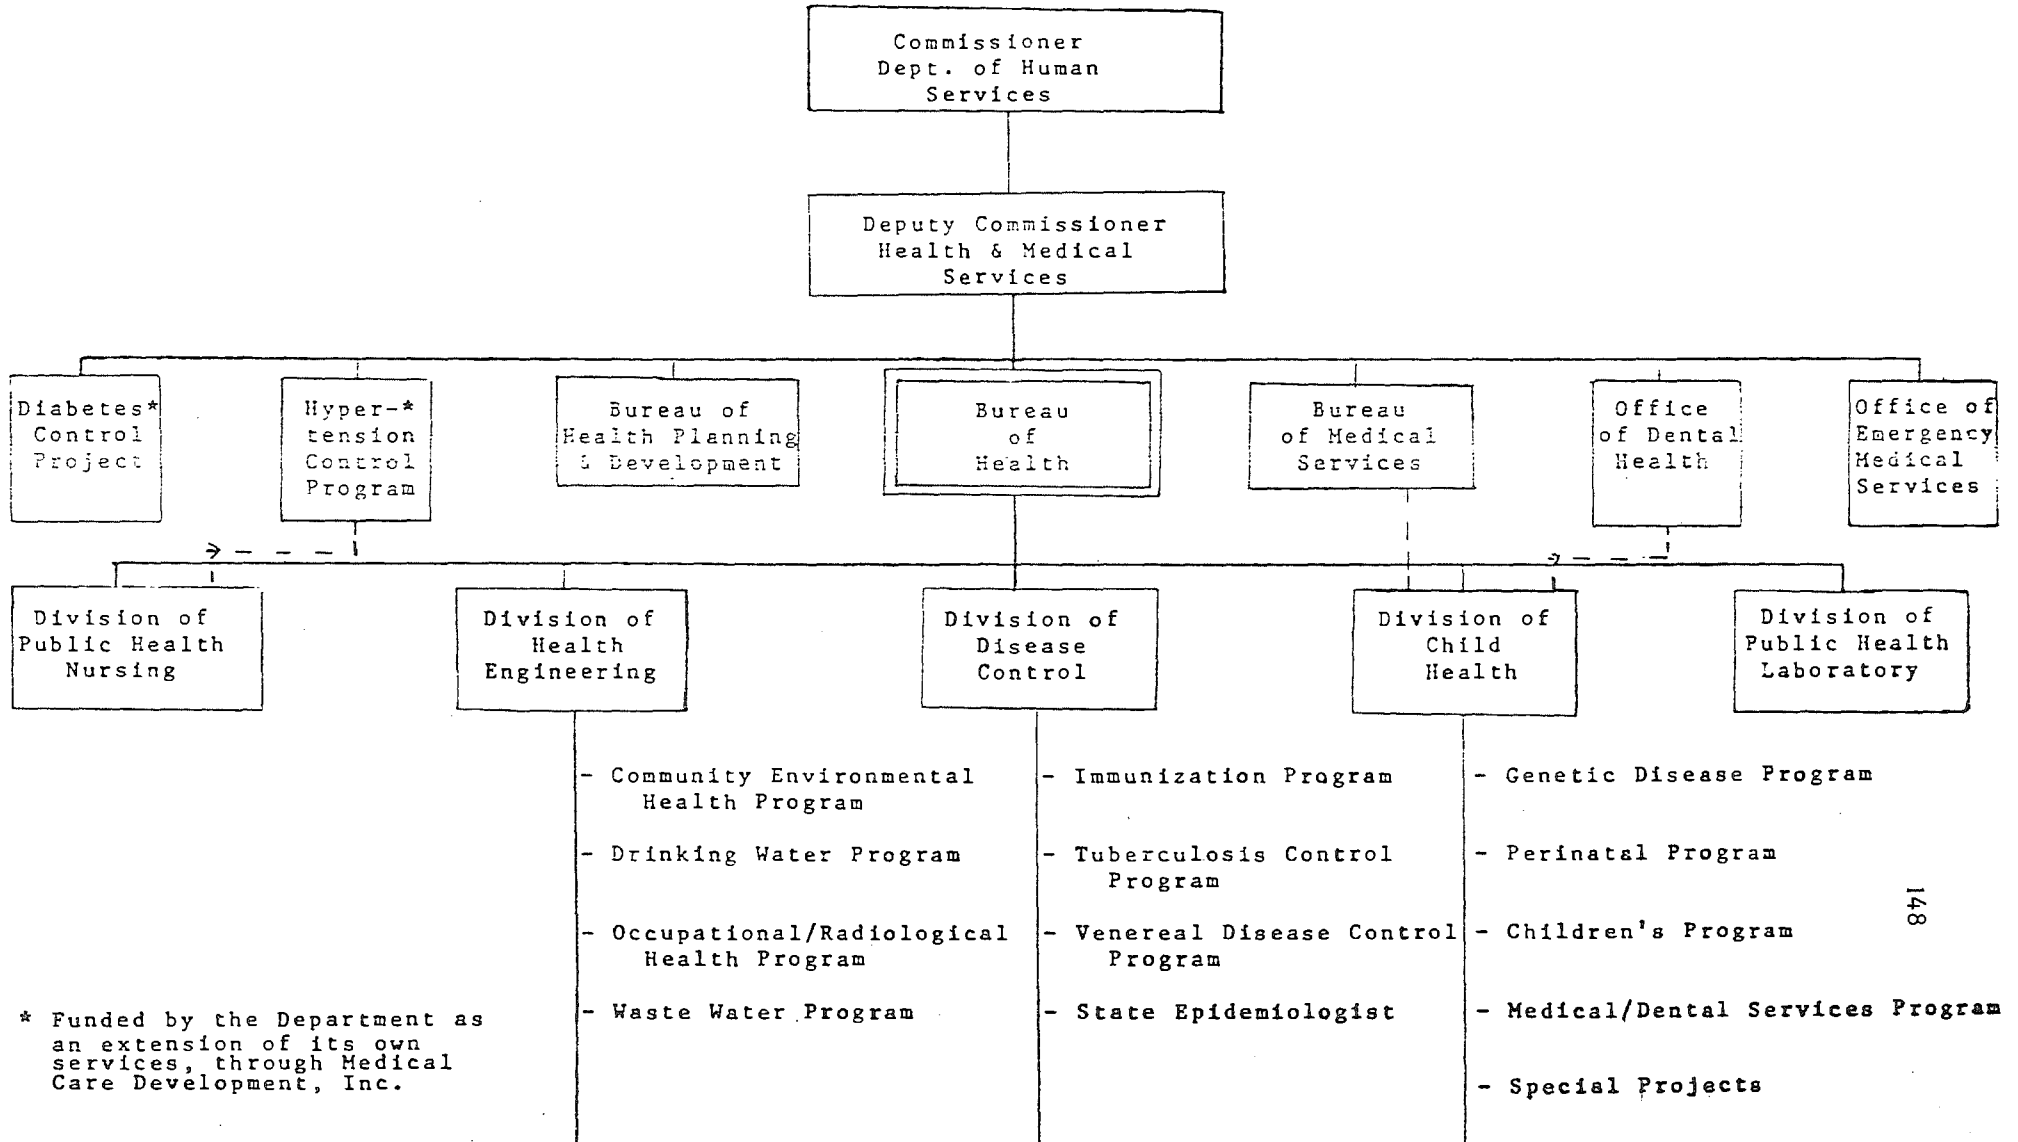 Commissioner
Dept. of Human
Services
Deputy Commissioner
Health & Medical
Services
Diabetes*
Control
Project
Hyper-*
tension
Control
Program
Bureau of
Health Planning
& Development
Bureau
of
Health
Bureau
of Medical
Services
Office
of Dental
Health
Office of
Emergency
Medical
Services
Division of
Public Health
Nursing
Division of
Health
Engineering
Division of
Disease
Control
Division of
Child
Health
Division of
Public Health
Laboratory
- Community Environmental
Health Program
- Drinking Water Program
- Occupational/Radiological
Health Program
- Waste Water Program
- Immunization Program
- Tuberculosis Control
Program
- Venereal Disease Control
Program
- State Epidemiologist
- Genetic Disease Program
- Perinatal Program
- Children's Program
- Medical/Dental Services Program
- Special Projects
* Funded by the Department as
an extension of its own
services, through Medical
Care Development, Inc.
148